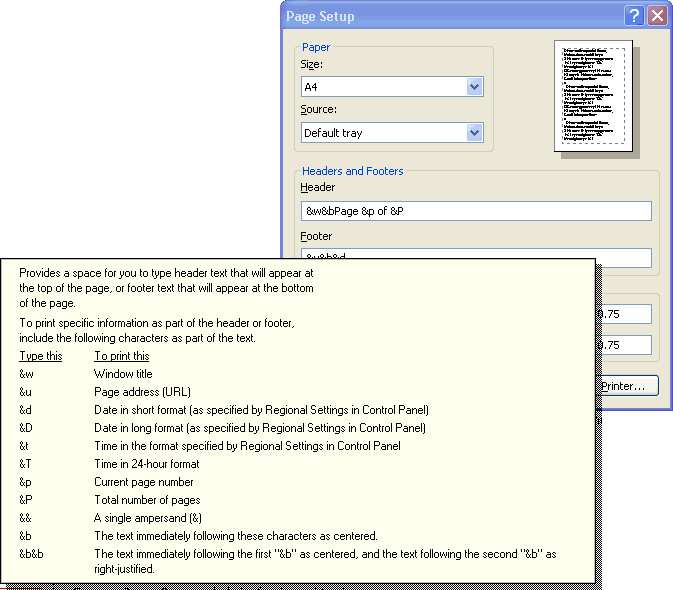 Page Setup
Paper
Size:
A4
Source:
Default tray
Headers and Footers
Header
&w&bPage &p of &P
Footer
&u&b&d
0.75
0.75
Printer...
Provides a space for you to type header text that will appear at
the top of the page, or footer text that will appear at the bottom
of the page.
To print specific information as part of the header or footer,
include the following characters as part of the text.
Type this To print this
&w Window title
&u Page address (URL)
&d Date in short format (as specified by Regional Settings in Control Panel)
&D Date in long format (as specified by Regional Settings in Control Panel)
&t Time in the format specified by Regional Settings in Control Panel
&T Time in 24-hour format
&p Current page number
&P Total number of pages
&& A single ampersand (&)
&b The text immediately following these characters as centered.
&b&b The text immediately following the first "&b" as centered, and the text following the second "&b" as
right-justified.